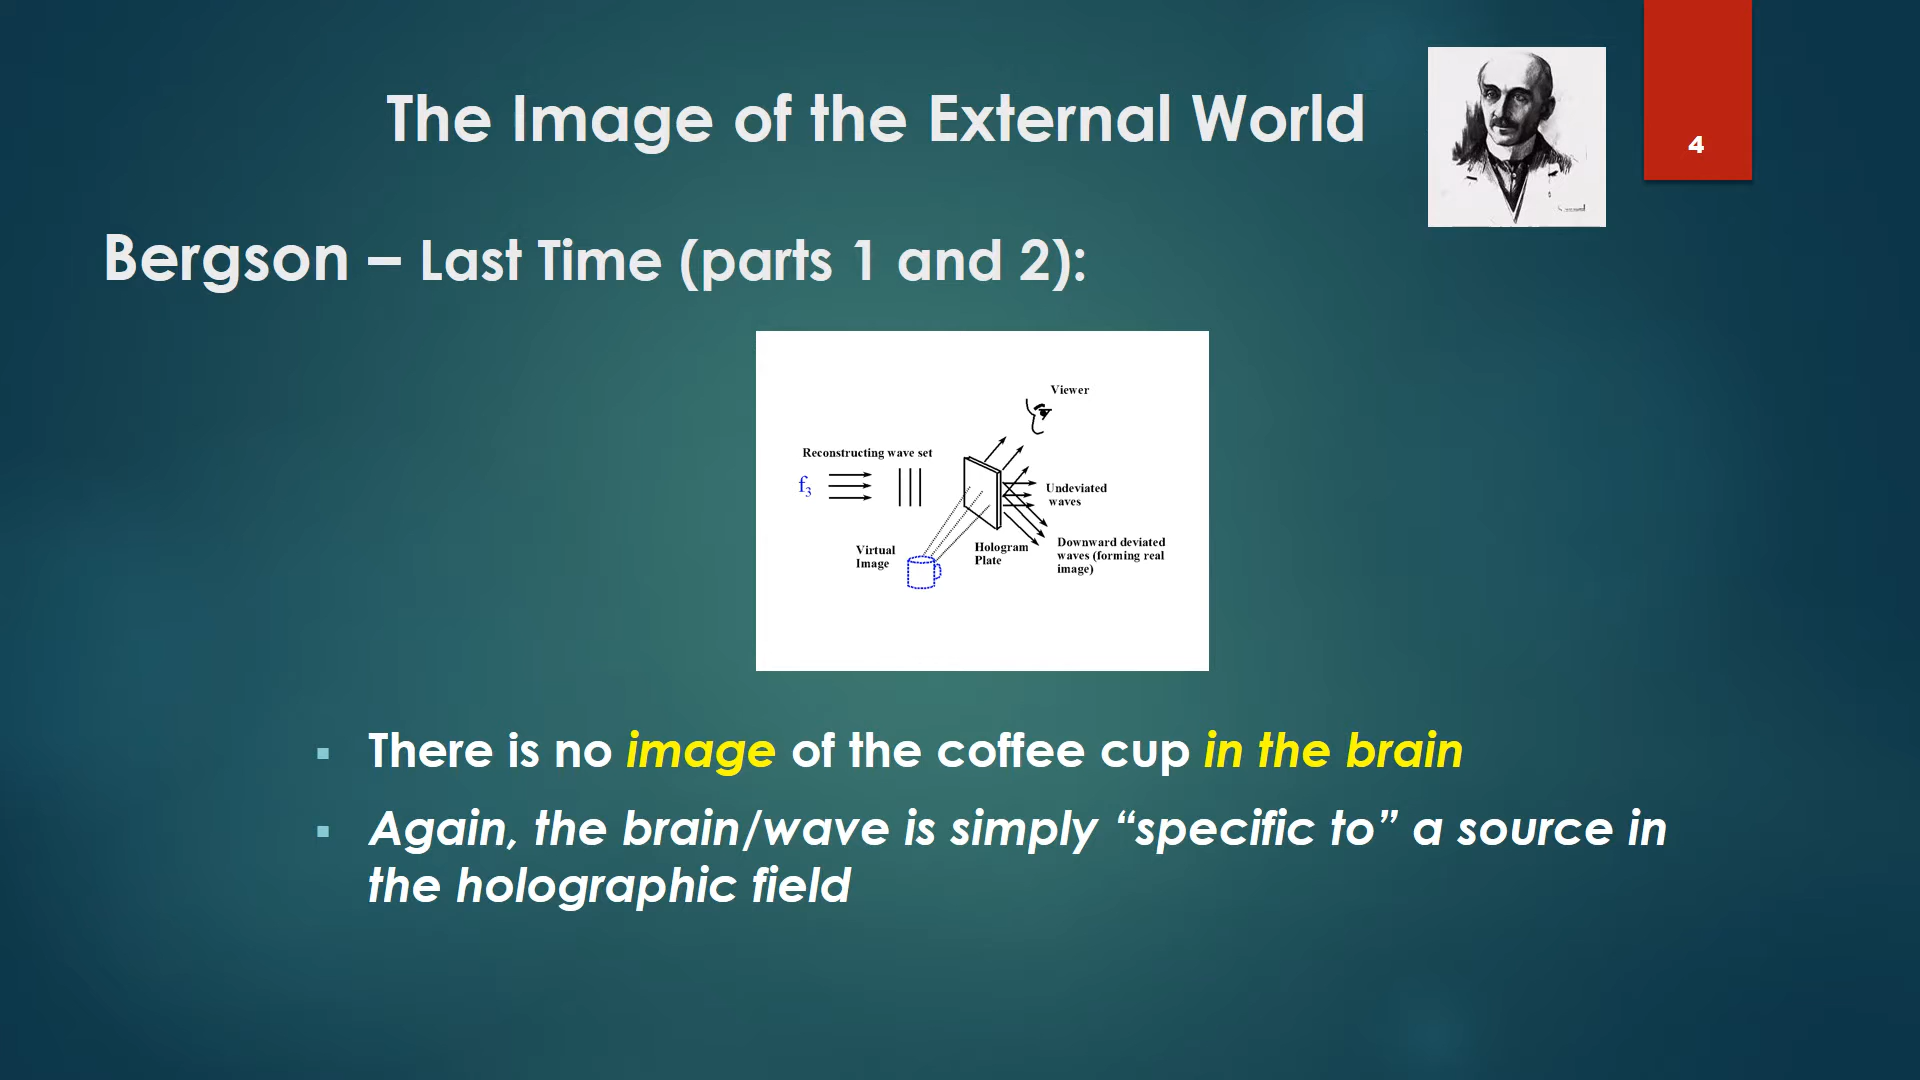 The Image of the External World
4
Bergson – Last Time (parts 1 and 2):
Viewer
Reconstructing wave set
f3
Undeviated
waves
Virtual
Image
Hologram
Plate
Downward deviated
waves (forming real
image)
There is no image of the coffee cup in the brain
Again, the brain/wave is simply “specific to” a source in
the holographic field